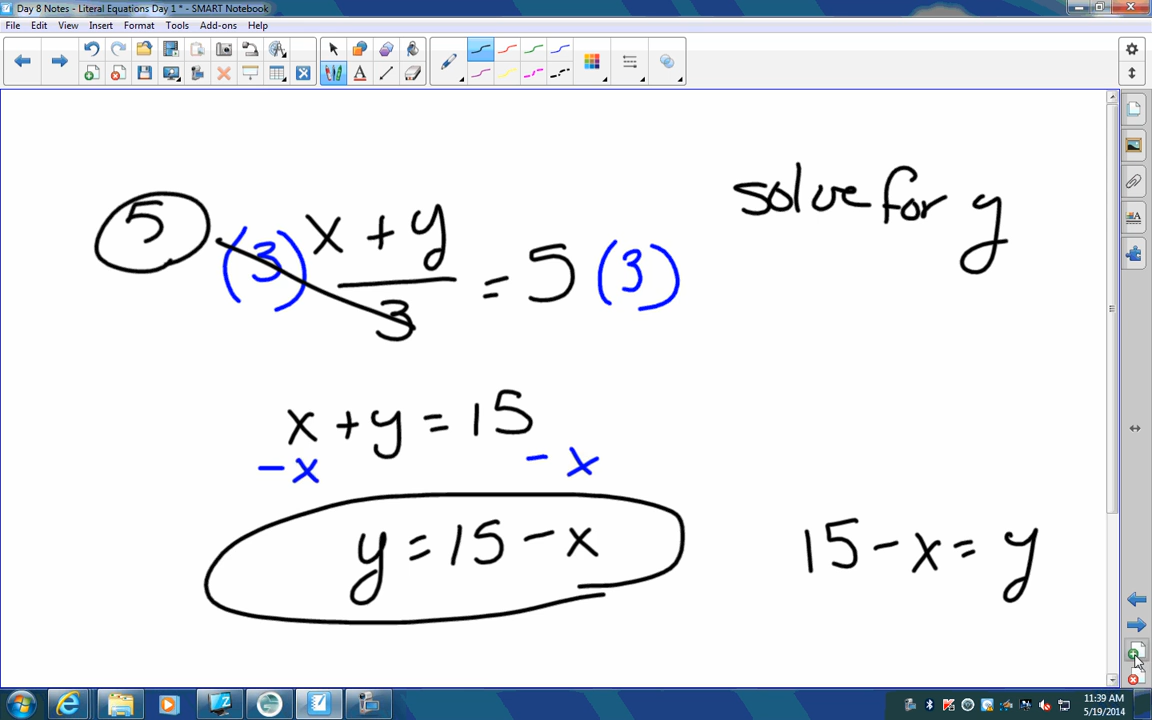 Day 8 Notes - Literal Equations Day 1 * - SMART Notebook
File Edit View Insert Format Tools Add-ons Help
solve for y
5
(3) x + y / 3 = 5 (3)
x + y = 15
- x - x
y = 15 - x
15 - x = y
11:39 AM
5/19/2014